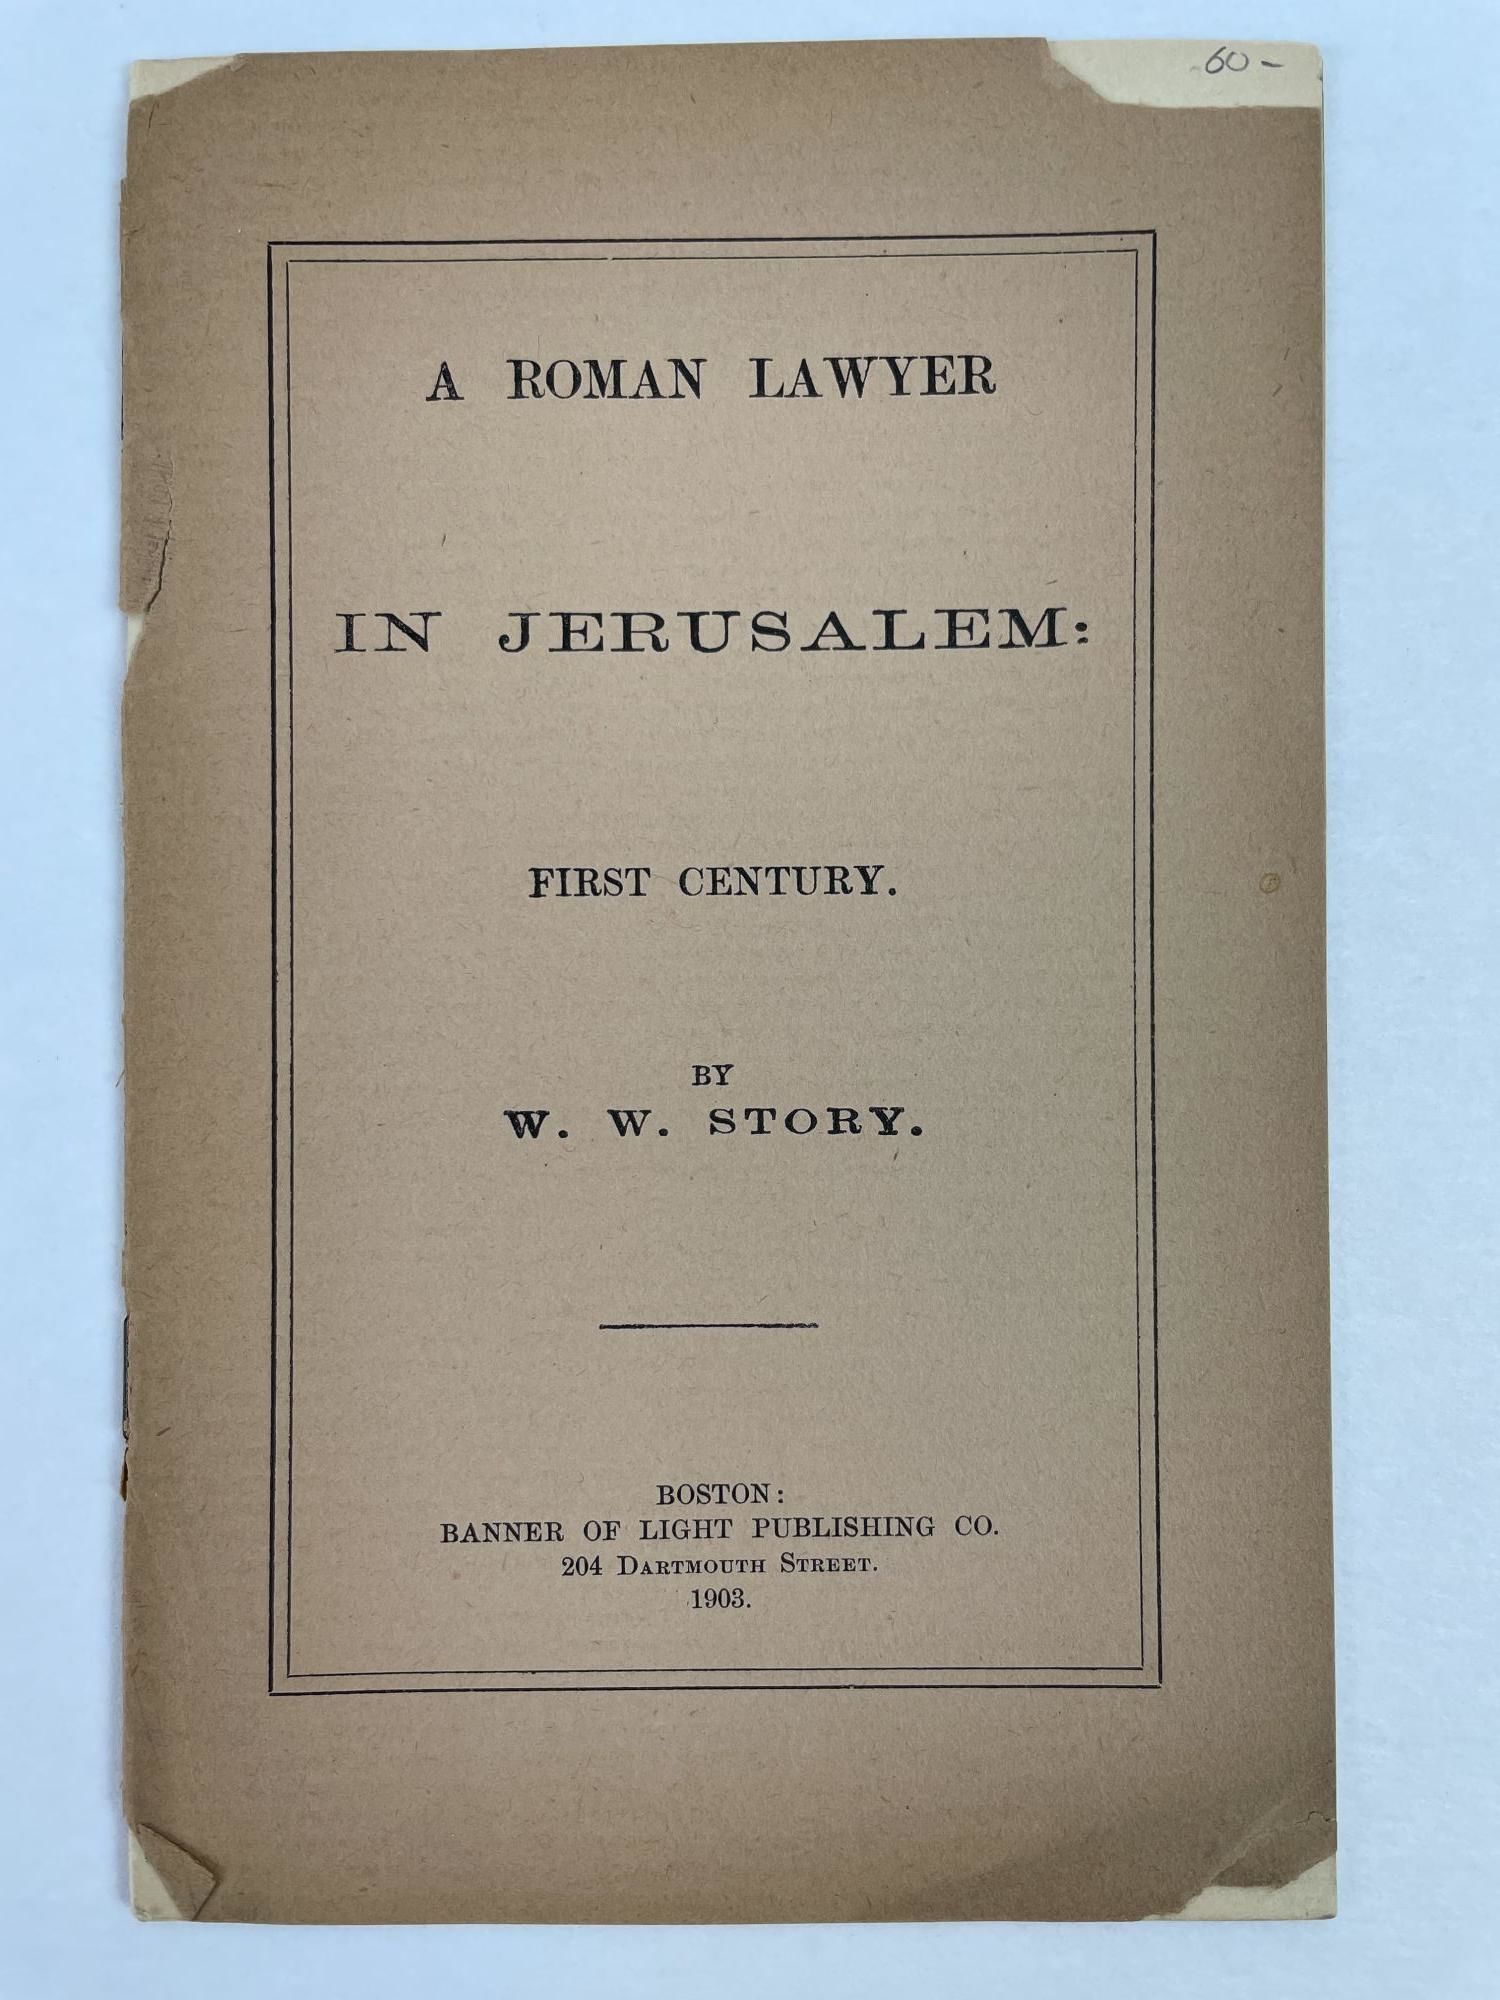 60-
A ROMAN LAWYER
IN JERUSALEM:
FIRST CENTURY.
BY
W. W. STORY.
BOSTON:
BANNER OF LIGHT PUBLISHING CO.
204 DARTMOUTH STREET.
1903.